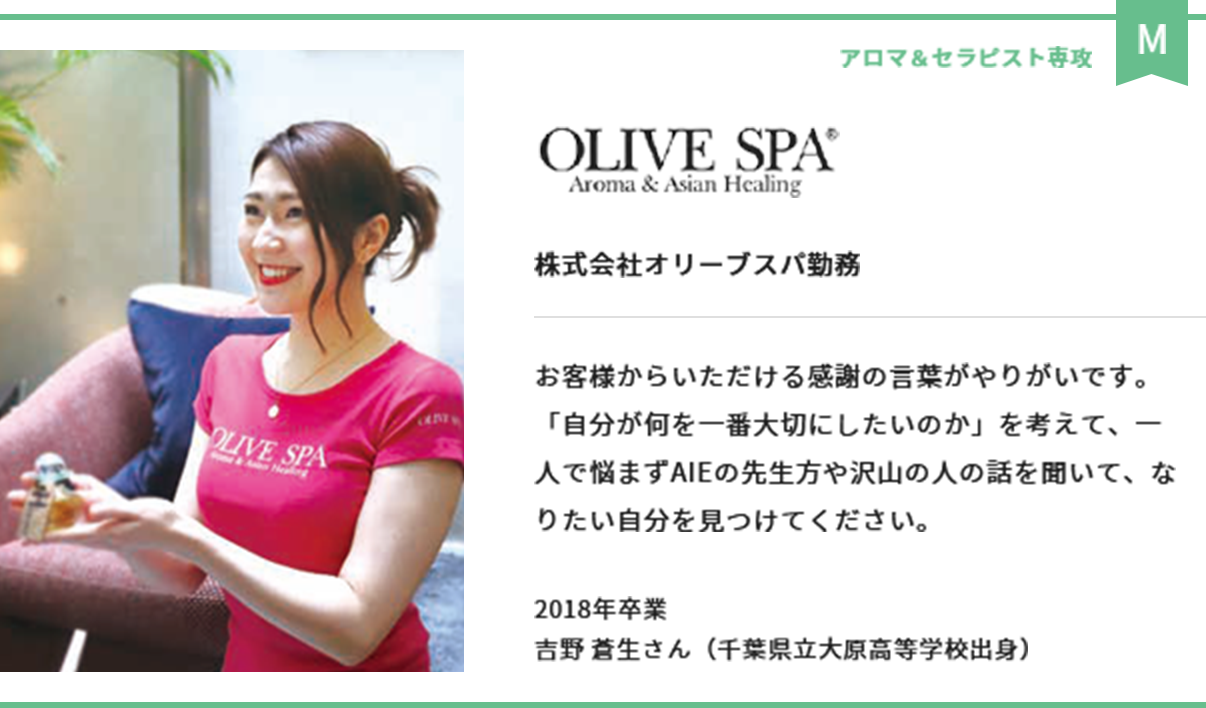 M
アロマ＆セラピスト専攻
OLIVE SPA®
Aroma & Asian Healing
株式会社オリーブスパ勤務
お客様からいただける感謝の言葉がやりがいです。
「自分が何を一番大切にしたいのか」を考えて、一
人で悩まずAIEの先生方や沢山の人の話を聞いて、な
りたい自分を見つけてください。
2018年卒業
吉野 蒼生さん（千葉県立大原高等学校出身）
OLIVE SPA
Aroma & Asian Healing
OLIVE